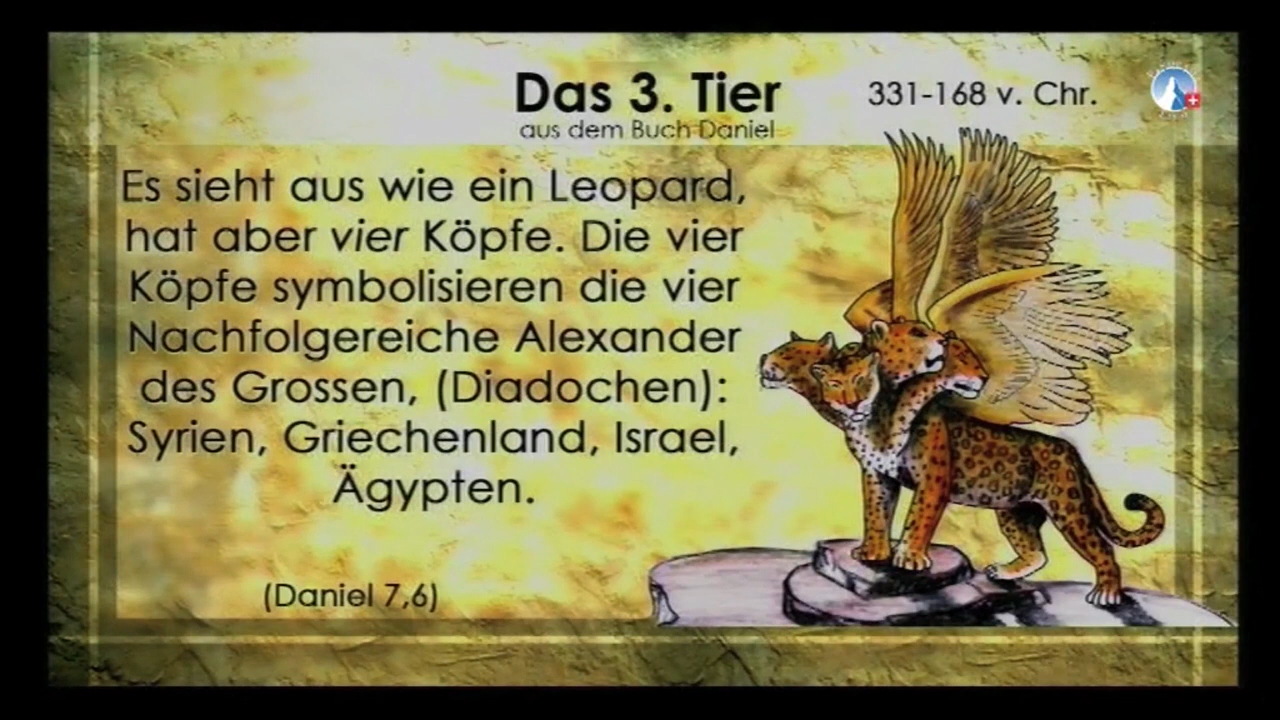 Das 3. Tier
331-168 v. Chr.
aus dem Buch Daniel
Es sieht aus wie ein Leopard,
hat aber vier Köpfe. Die vier
Köpfe symbolisieren die vier
Nachfolgereiche Alexander
des Grossen, (Diadochen):
Syrien, Griechenland, Israel,
Ägypten.
(Daniel 7,6)